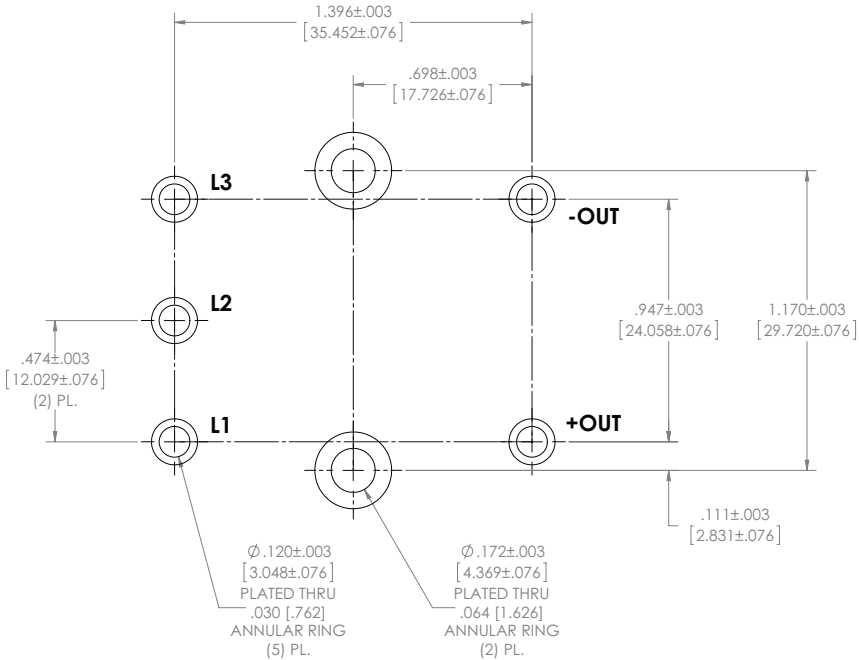 1.396±.003
[35.452±.076]
.698±.003
[17.726±.076]
L3
-OUT
L2
.947±.003
[24.058±.076]
1.170±.003
[29.720±.076]
.474±.003
[12.029±.076]
(2) PL.
L1
+OUT
.111±.003
[2.831±.076]
Ø.120±.003
[3.048±.076]
PLATED THRU
.030 [.762]
ANNULAR RING
(5) PL.
Ø.172±.003
[4.369±.076]
PLATED THRU
.064 [1.626]
ANNULAR RING
(2) PL.